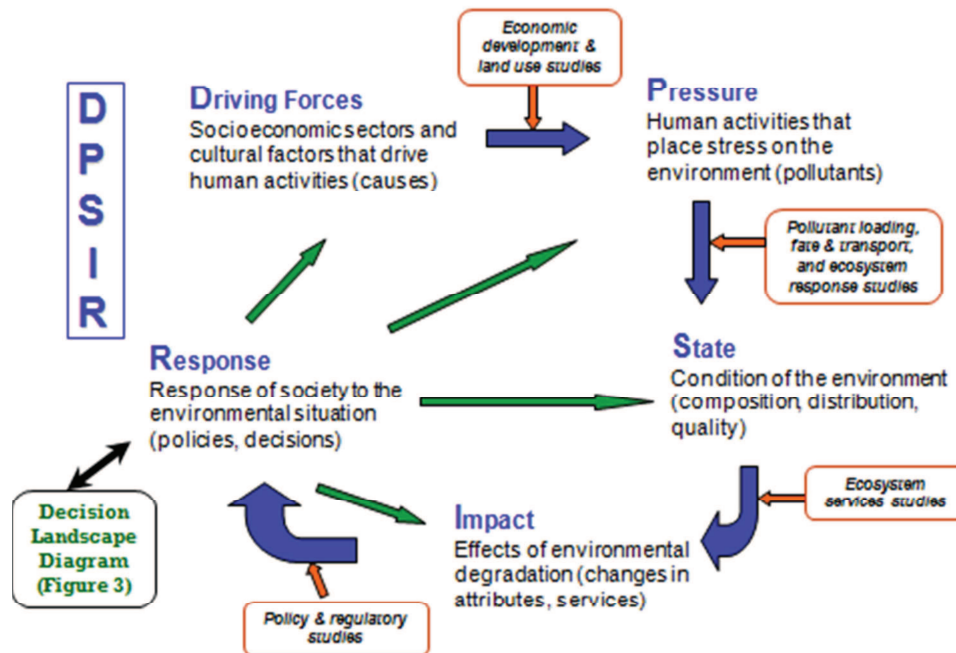 D
P
S
I
R
Economic
development &
land use studies
Driving Forces
Socioeconomic sectors and
cultural factors that drive
human activities (causes)
Pressure
Human activities that
place stress on the
environment (pollutants)
Pollutant loading,
fate & transport,
and ecosystem
response studies
Response
Response of society to the
environmental situation
(policies, decisions)
State
Condition of the environment
(composition, distribution,
quality)
Ecosystem
services studies
Decision
Landscape
Diagram
(Figure 3)
Impact
Effects of environmental
degradation (changes in
attributes, services)
Policy & regulatory
studies